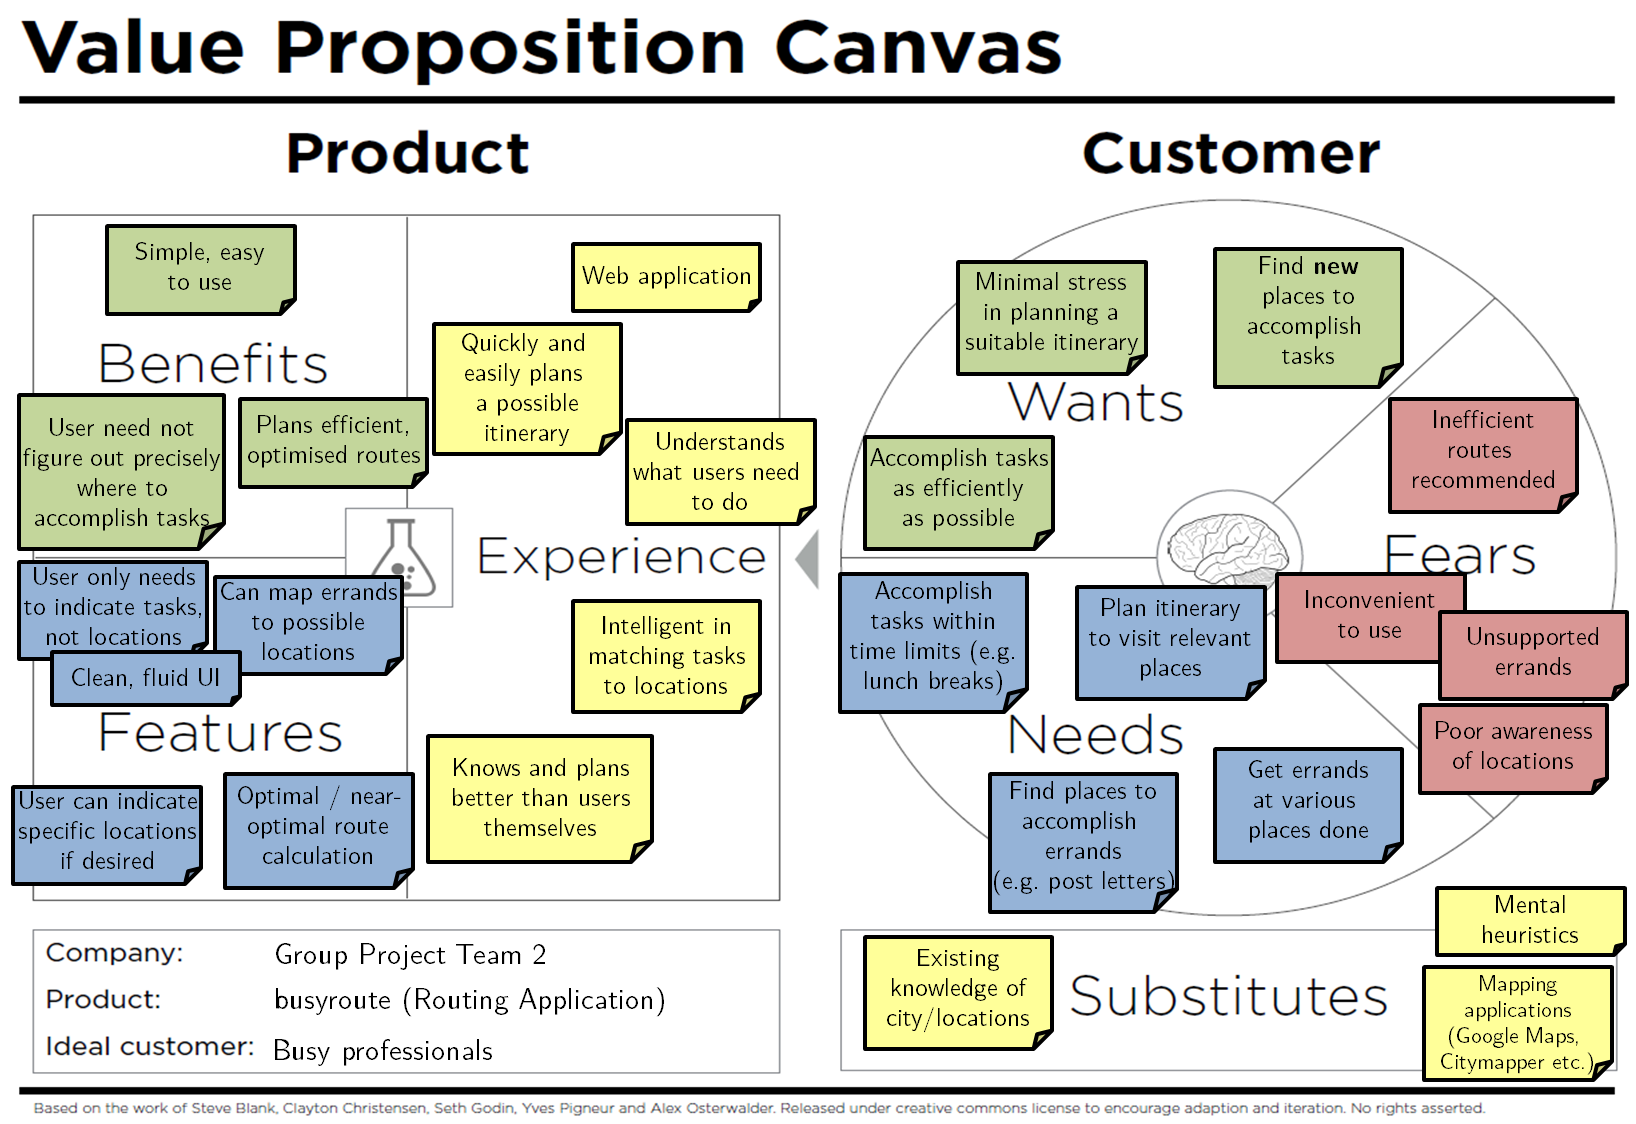 Value Proposition Canvas
Product
Simple, easy
to use
Benefits
User need not
figure out precisely
where to
accomplish tasks
Plans efficient,
optimised routes
Web application
Quickly and
easily plans
a possible
itinerary
Understands
what users need
to do
Experience
Intelligent in
matching tasks
to locations
Knows and plans
better than users
themselves
User only needs
to indicate tasks,
not locations
Can map errands
to possible
locations
Clean, fluid UI
Features
User can indicate
specific locations
if desired
Optimal / near-
optimal route
calculation
Customer
Minimal stress
in planning a
suitable itinerary
Find new
places to
accomplish
tasks
Wants
Accomplish tasks
as efficiently
as possible
Inefficient
routes
recommended
Fears
Inconvenient
to use
Unsupported
errands
Poor awareness
of locations
Accomplish
tasks within
time limits (e.g.
lunch breaks)
Plan itinerary
to visit relevant
places
Needs
Find places to
accomplish
errands
(e.g. post letters)
Get errands
at various
places done
Company: Group Project Team 2
Product: busyroute (Routing Application)
Ideal customer: Busy professionals
Existing
knowledge of
city/locations
Substitutes
Mental
heuristics
Mapping
applications
(Google Maps,
Citymapper etc.)
Based on the work of Steve Blank, Clayton Christensen, Seth Godin, Yves Pigneur and Alex Osterwalder. Released under creative commons license to encourage adaption and iteration. No rights asserted.